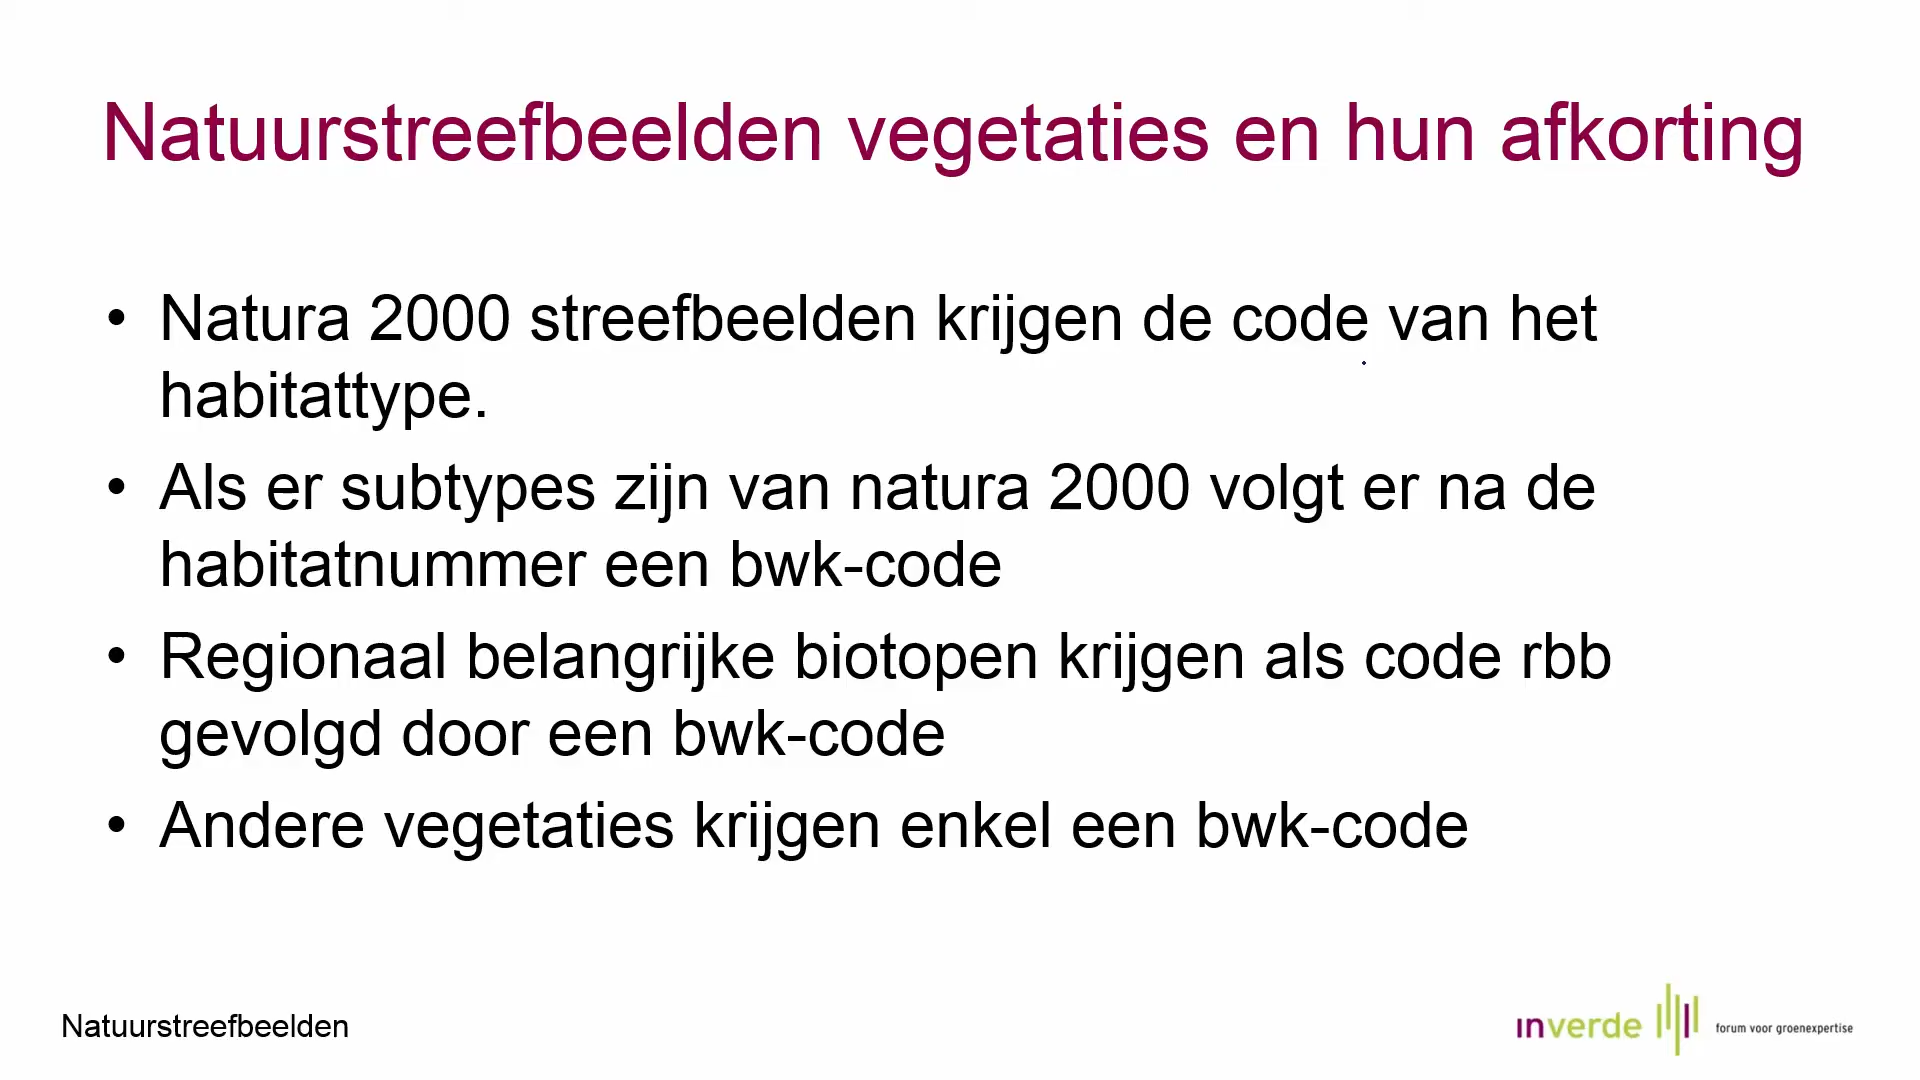 Natuurstreefbeelden vegetaties en hun afkorting
• Natura 2000 streefbeelden krijgen de code van het
habitattype.
• Als er subtypes zijn van natura 2000 volgt er na de
habitatnummer een bwk-code
• Regionaal belangrijke biotopen krijgen als code rbb
gevolgd door een bwk-code
• Andere vegetaties krijgen enkel een bwk-code
Natuurstreefbeelden
inverde forum voor groenexpertise